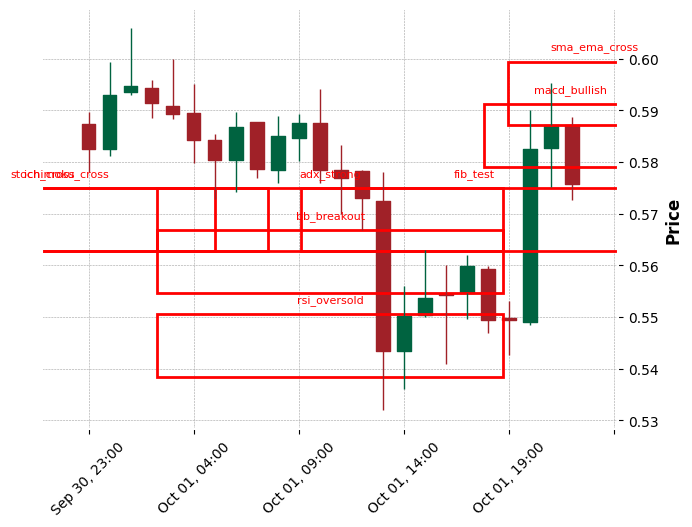 sma_ema_cross
0.60
macd_bullish
0.59
0.58
fib_test
0.57
bb_breakout
Price
0.56
rsi_oversold
0.55
0.54
0.53
Sep 30, 23:00
Oct 01, 04:00
Oct 01, 09:00
Oct 01, 14:00
Oct 01, 19:00